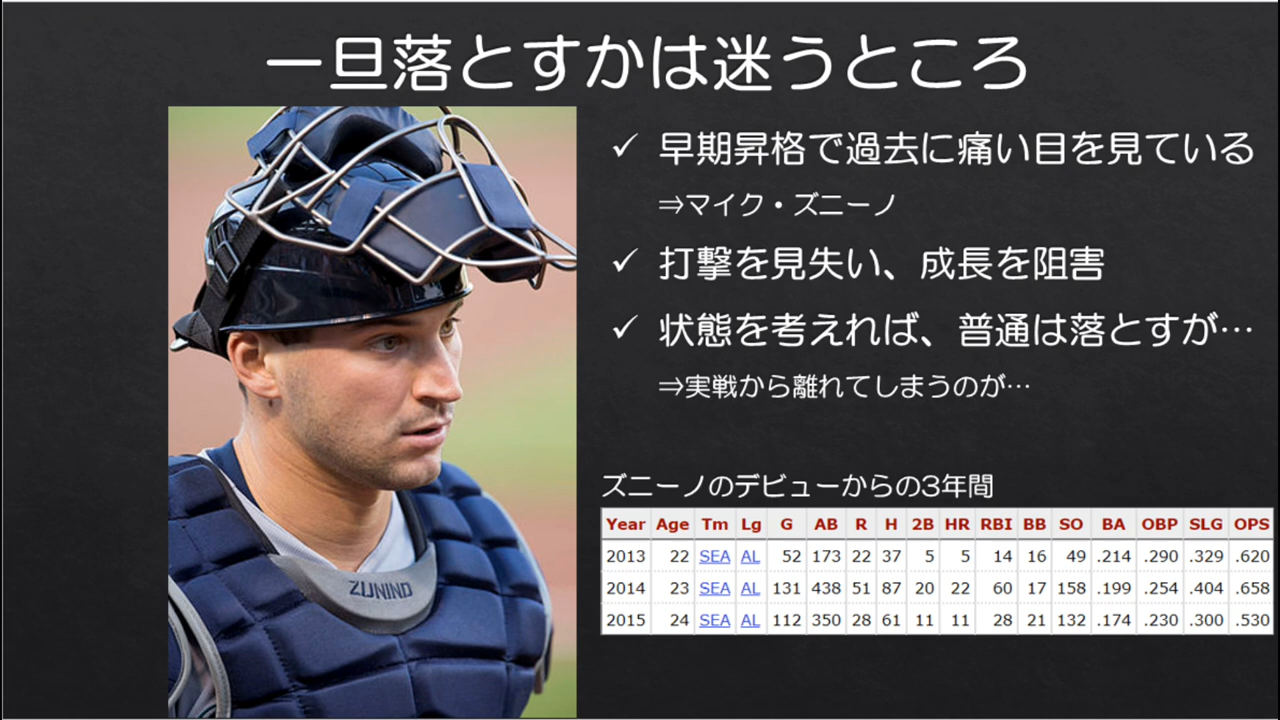 一旦落とすかは迷うところ
✓ 早期昇格で過去に痛い目を見ている
⇒マイク・ズニーノ
✓ 打撃を見失い、成長を阻害
✓ 状態を考えれば、普通は落とすが…
⇒実戦から離れてしまうのが…
ZUNINO
ズニーノのデビューからの3年間
Year Age Tm Lg G AB R H 2B HR RBI BB SO BA OBP SLG OPS
2013 22 SEA AL 52 173 22 37 5 5 14 16 49 .214 .290 .329 .620
2014 23 SEA AL 131 438 51 87 20 22 60 17 158 .199 .254 .404 .658
2015 24 SEA AL 112 350 28 61 11 11 28 21 132 .174 .230 .300 .530